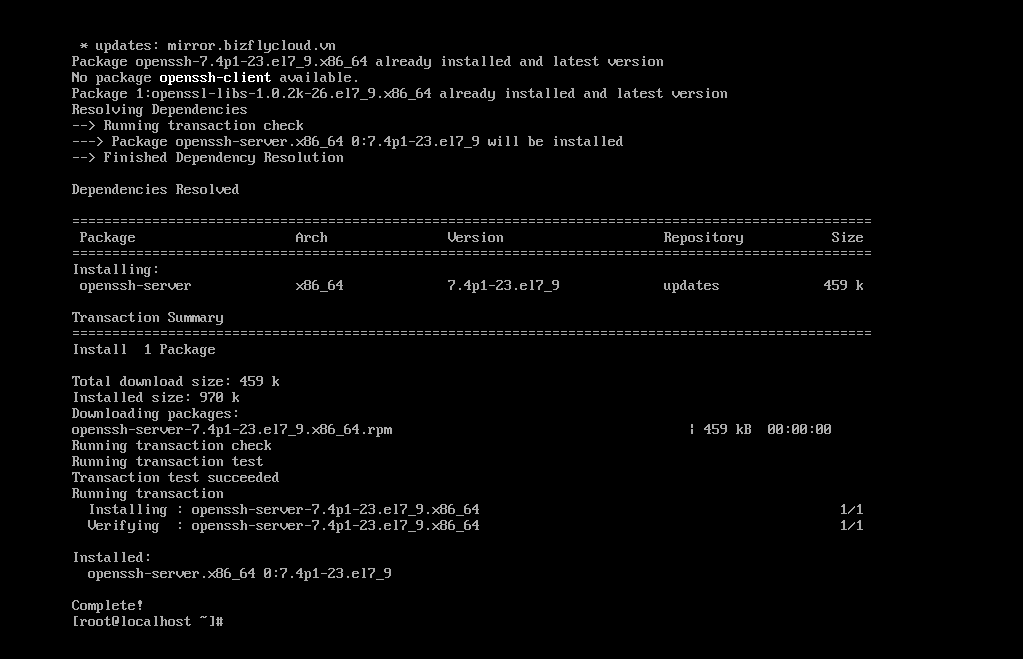 * updates: mirror.bizflycloud.vn
Package openssh-7.4p1-23.el7_9.x86_64 already installed and latest version
No package openssh-client available.
Package 1:openssl-libs-1.0.2k-26.el7_9.x86_64 already installed and latest version
Resolving Dependencies
--> Running transaction check
---> Package openssh-server.x86_64 0:7.4p1-23.el7_9 will be installed
--> Finished Dependency Resolution
Dependencies Resolved
====================================================================================================
Package Arch Version Repository Size
====================================================================================================
Installing:
openssh-server x86_64 7.4p1-23.el7_9 updates 459 k
Transaction Summary
====================================================================================================
Install 1 Package
Total download size: 459 k
Installed size: 970 k
Downloading packages:
openssh-server-7.4p1-23.el7_9.x86_64.rpm | 459 kB 00:00:00
Running transaction check
Running transaction test
Transaction test succeeded
Running transaction
Installing : openssh-server-7.4p1-23.el7_9.x86_64 1/1
Verifying : openssh-server-7.4p1-23.el7_9.x86_64 1/1
Installed:
openssh-server.x86_64 0:7.4p1-23.el7_9
Complete!
[root@localhost ~]#